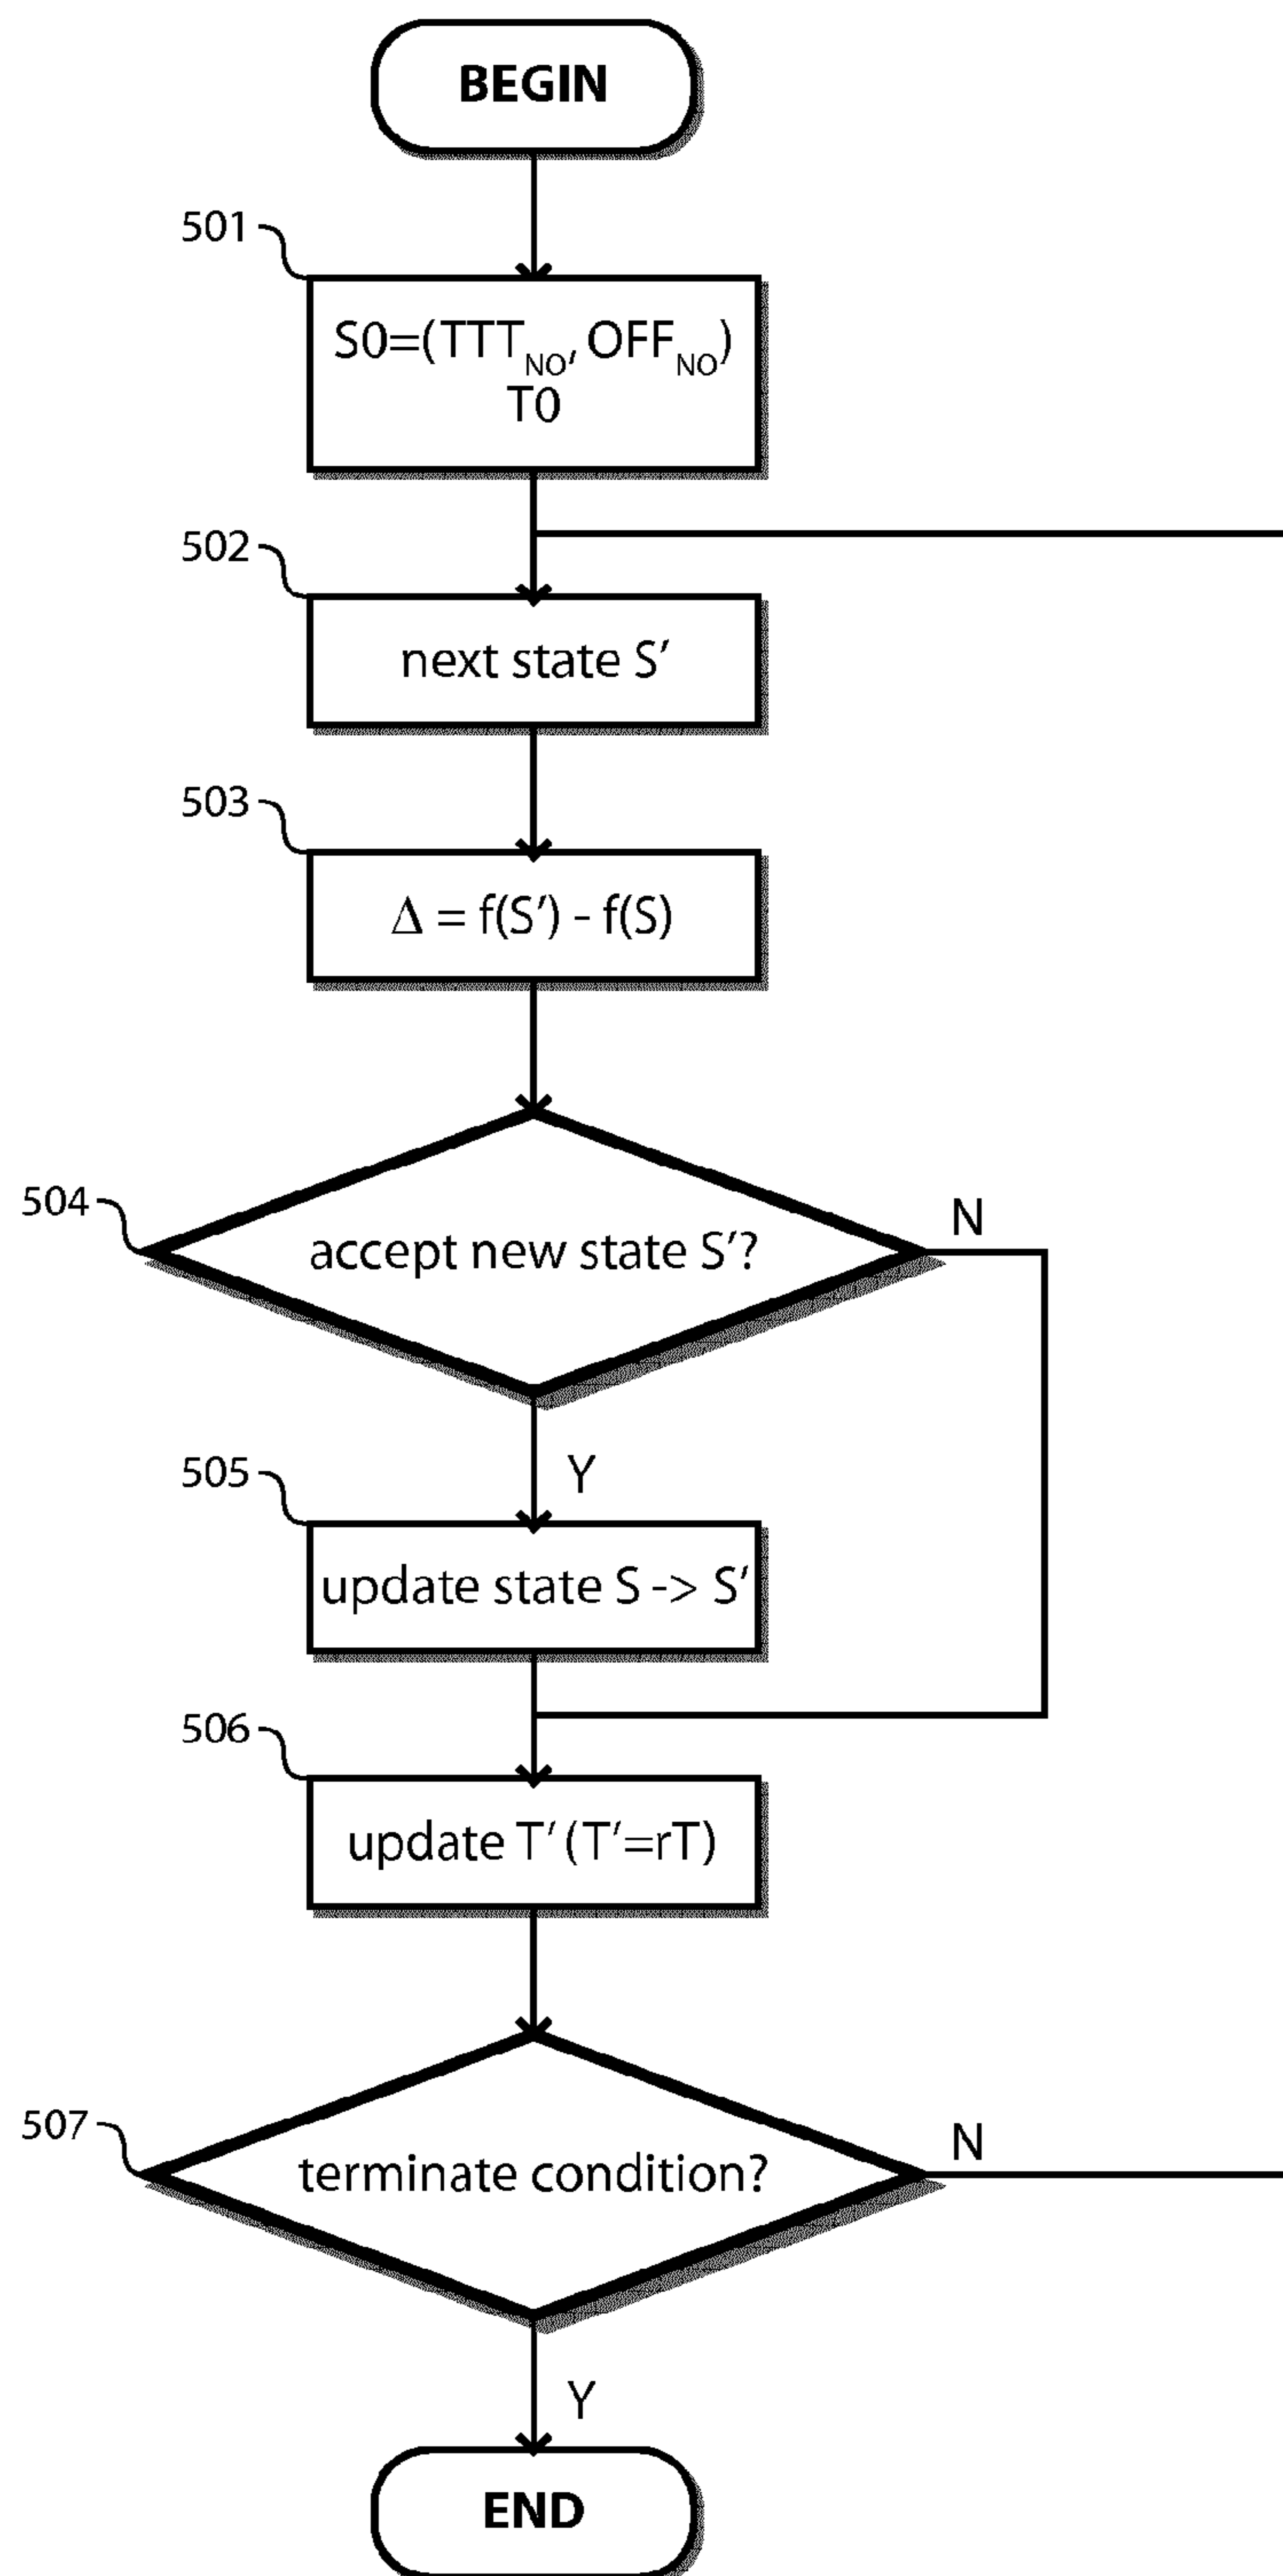 BEGIN
501
S0=(TTT_NO, OFF_NO)
T0
502
next state S′
503
Δ = f(S′) - f(S)
504
accept new state S′?
N
Y
505
update state S -> S′
506
update T′ (T′=rT)
507
terminate condition?
N
Y
END